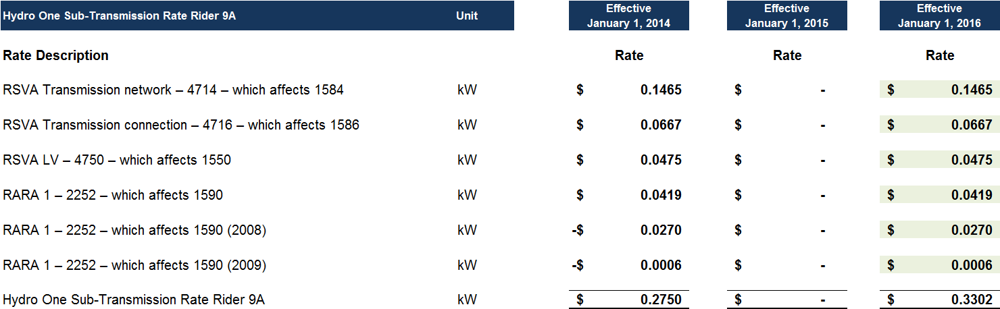 Hydro One Sub-Transmission Rate Rider 9A Unit Effective January 1, 2014 Effective January 1, 2015 Effective January 1, 2016
Rate Description Rate Rate Rate
RSVA Transmission network – 4714 – which affects 1584 kW $ 0.1465 $ - $ 0.1465
RSVA Transmission connection – 4716 – which affects 1586 kW $ 0.0667 $ - $ 0.0667
RSVA LV – 4750 – which affects 1550 kW $ 0.0475 $ - $ 0.0475
RARA 1 – 2252 – which affects 1590 kW $ 0.0419 $ - $ 0.0419
RARA 1 – 2252 – which affects 1590 (2008) kW -$ 0.0270 $ - $ 0.0270
RARA 1 – 2252 – which affects 1590 (2009) kW -$ 0.0006 $ - $ 0.0006
Hydro One Sub-Transmission Rate Rider 9A kW $ 0.2750 $ - $ 0.3302